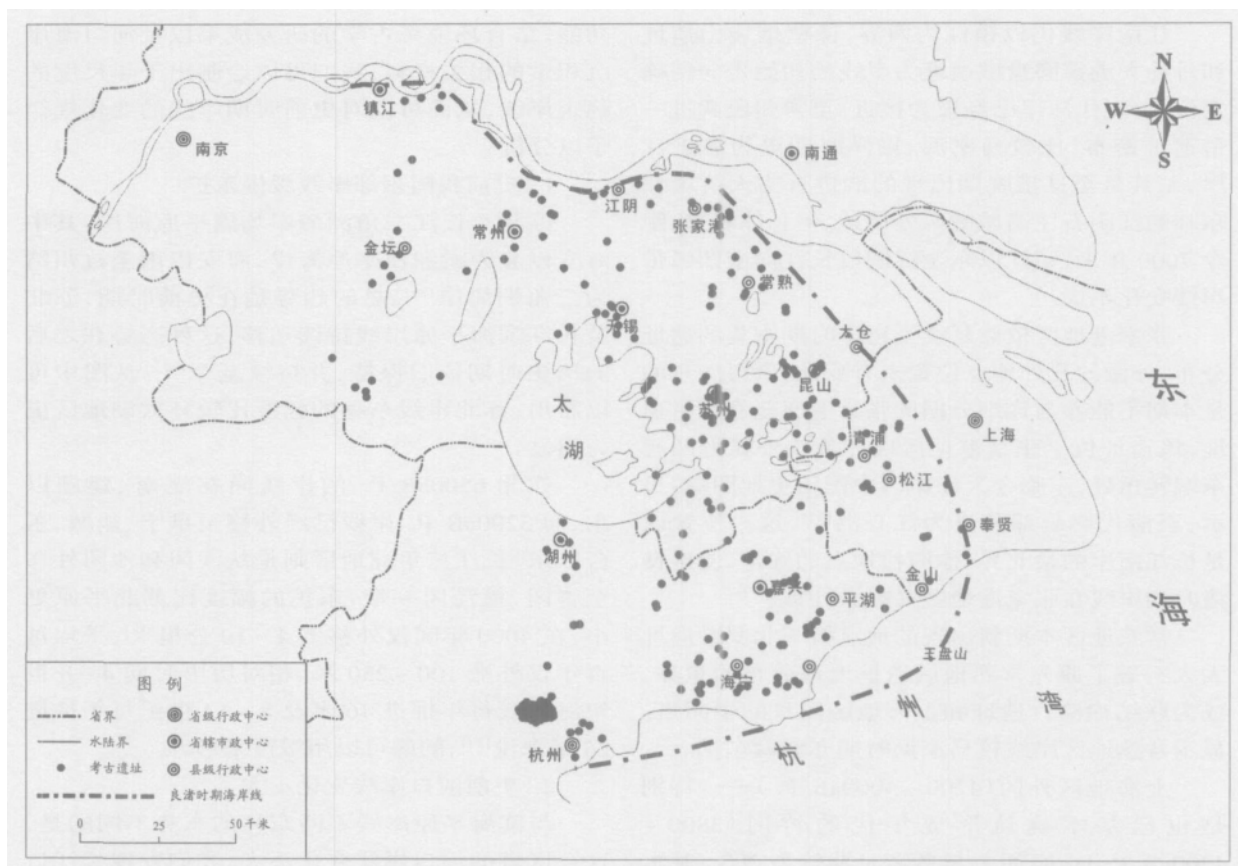 N
W E
S
镇江
南京
南通
江阴
张家港
常州
金坛
常熟
无锡
太仓
昆山
太
苏州
东
上海
湖
青浦
松江
海
奉贤
湖州
金山
嘉兴
平湖
王盘山
海宁
湾
州
杭
杭州
图 例
省界
省级行政中心
水陆界
省辖市政中心
考古遗址
县级行政中心
良渚时期海岸线
0 25 50千米